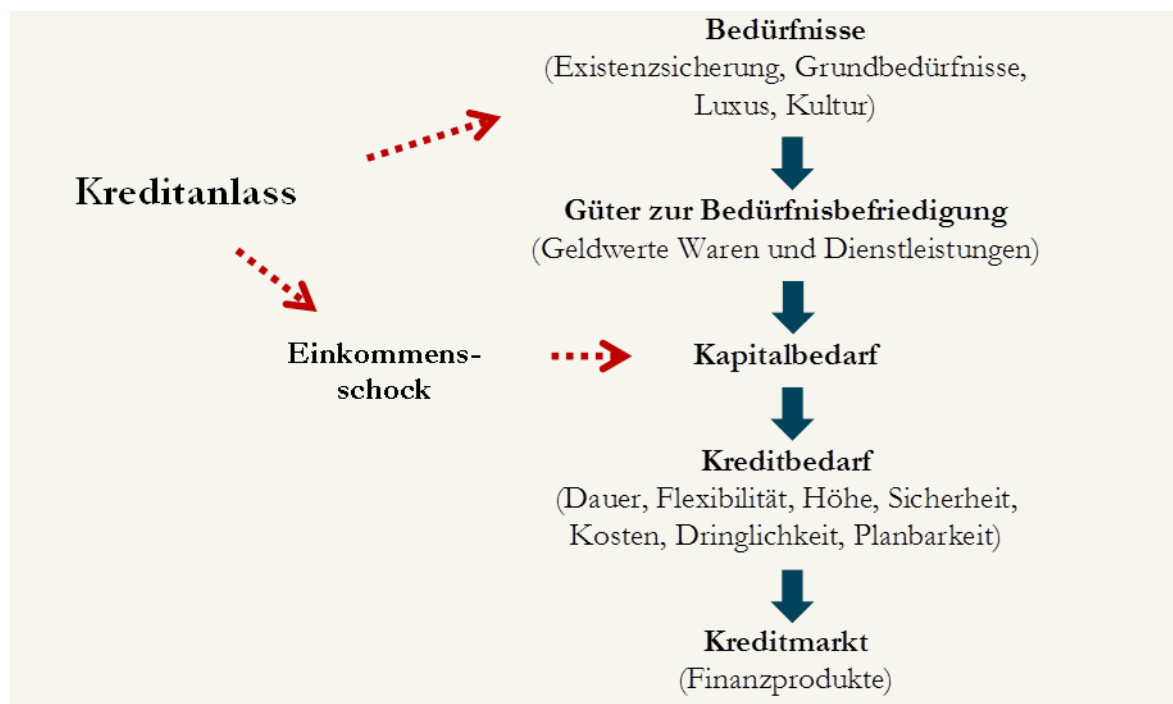 Bedürfnisse
(Existenzsicherung, Grundbedürfnisse,
Luxus, Kultur)
Kreditanlass
Güter zur Bedürfnisbefriedigung
(Geldwerte Waren und Dienstleistungen)
Einkommens-
schock
Kapitalbedarf
Kreditbedarf
(Dauer, Flexibilität, Höhe, Sicherheit,
Kosten, Dringlichkeit, Planbarkeit)
Kreditmarkt
(Finanzprodukte)